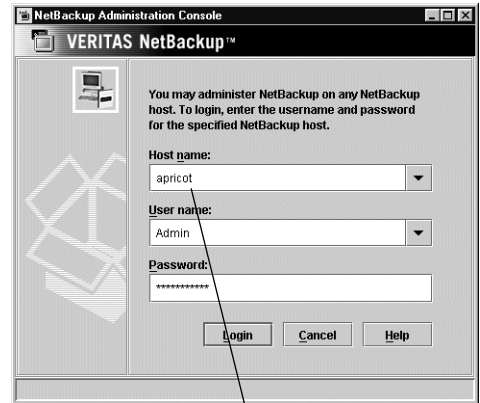 NetBackup Administration Console
VERITAS NetBackup™
You may administer NetBackup on any NetBackup
host. To login, enter the username and password
for the specified NetBackup host.
Host name:
apricot
User name:
Admin
Password:
***********
Login Cancel Help